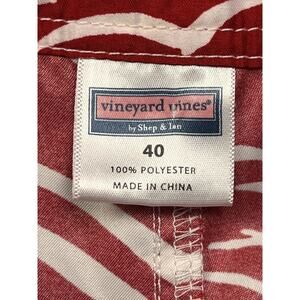 vineyard vines®
by Shep & Ian
40
100% POLYESTER
MADE IN CHINA